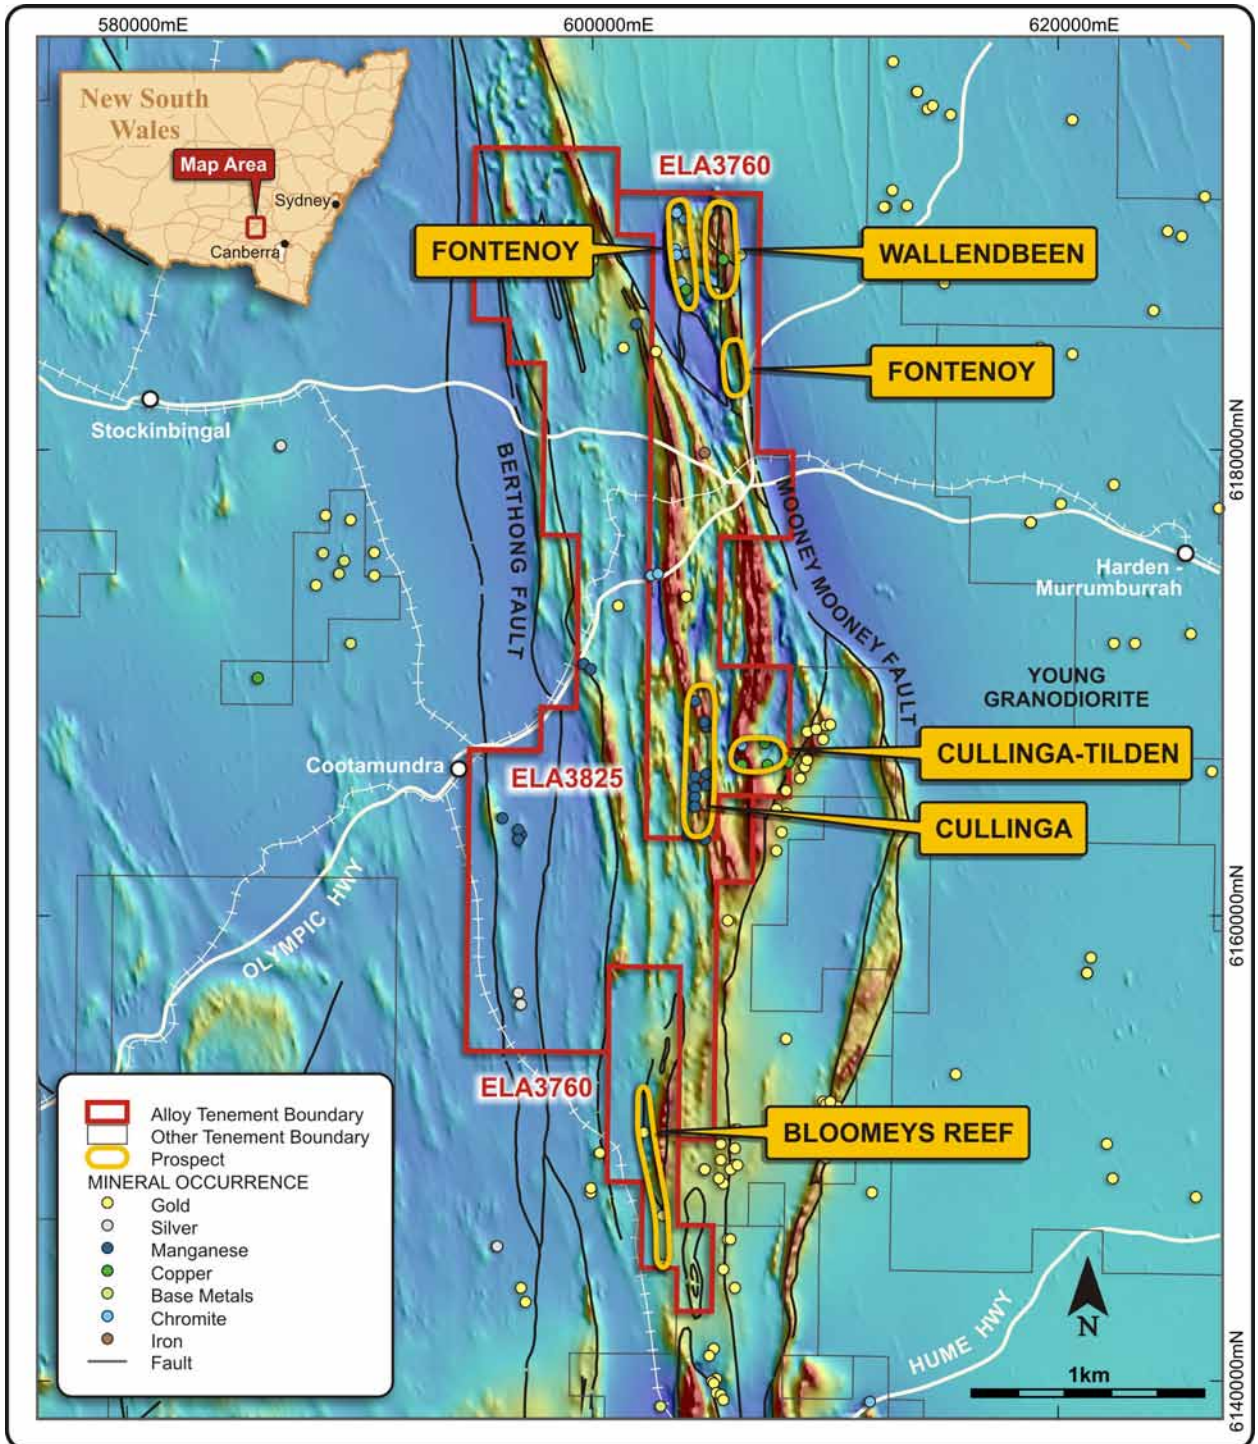 580000mE
600000mE
620000mE
New South
Wales
Map Area
Sydney
Canberra
ELA3760
FONTENOY
WALLENDBEEN
FONTENOY
Stockinbingal
6180000mN
BERTHONG FAULT
MOONEY MOONEY FAULT
Harden -
Murrumburrah
YOUNG
GRANODIORITE
CULLINGA-TILDEN
Cootamundra
ELA3825
CULLINGA
OLYMPIC HWY
6160000mN
ELA3760
BLOOMEYS REEF
Alloy Tenement Boundary
Other Tenement Boundary
Prospect
MINERAL OCCURRENCE
Gold
Silver
Manganese
Copper
Base Metals
Chromite
Iron
Fault
HUME HWY
N
1km
6140000mN